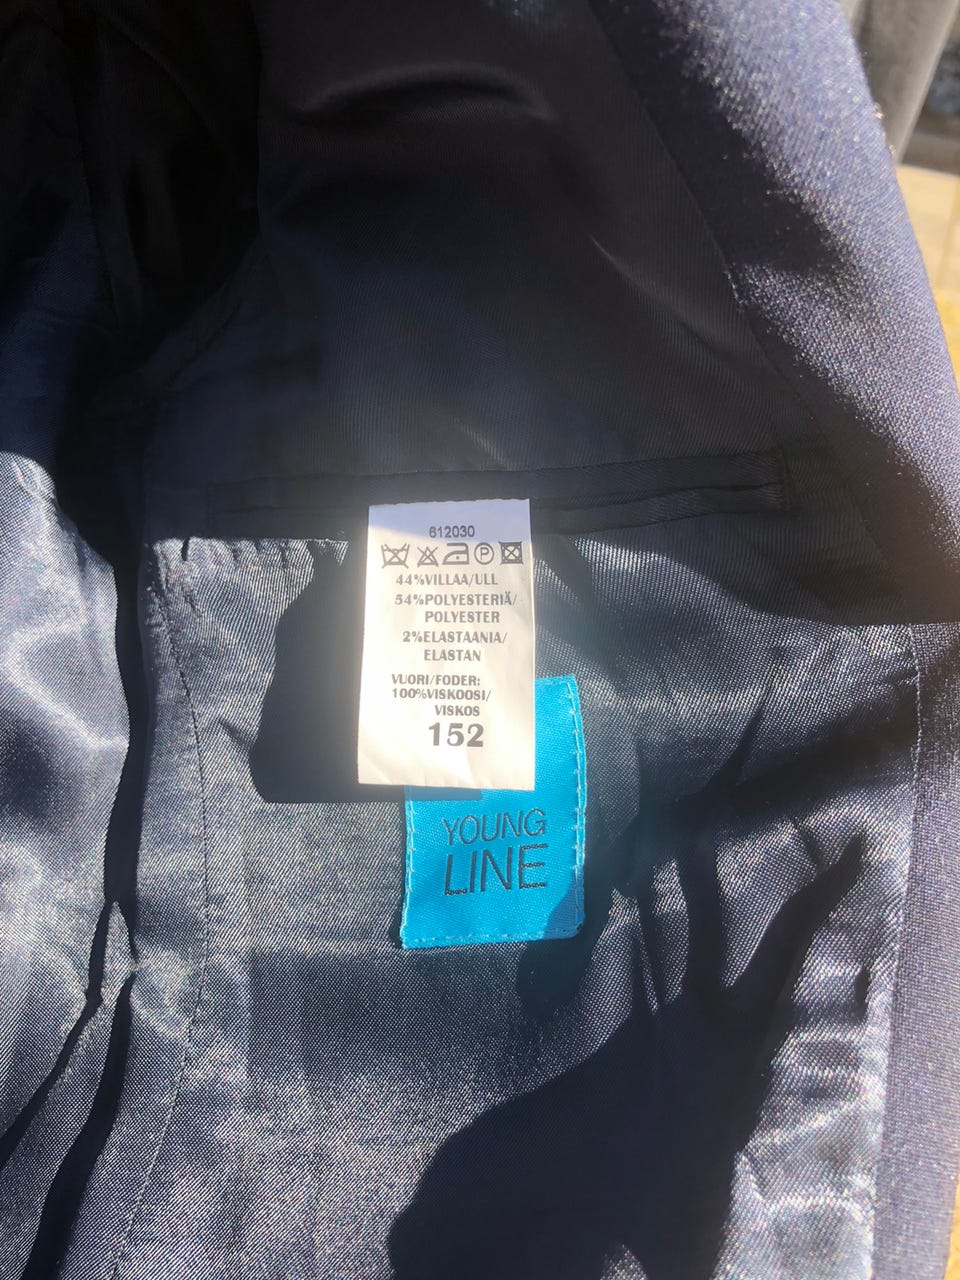 612030
P
44%VILLAA/ULL
54%POLYESTERIÄ/
POLYESTER
2%ELASTAANIA/
ELASTAN
VUORI/FODER:
100%VISKOOSI/
VISKOS
152
YOUNG
LINE